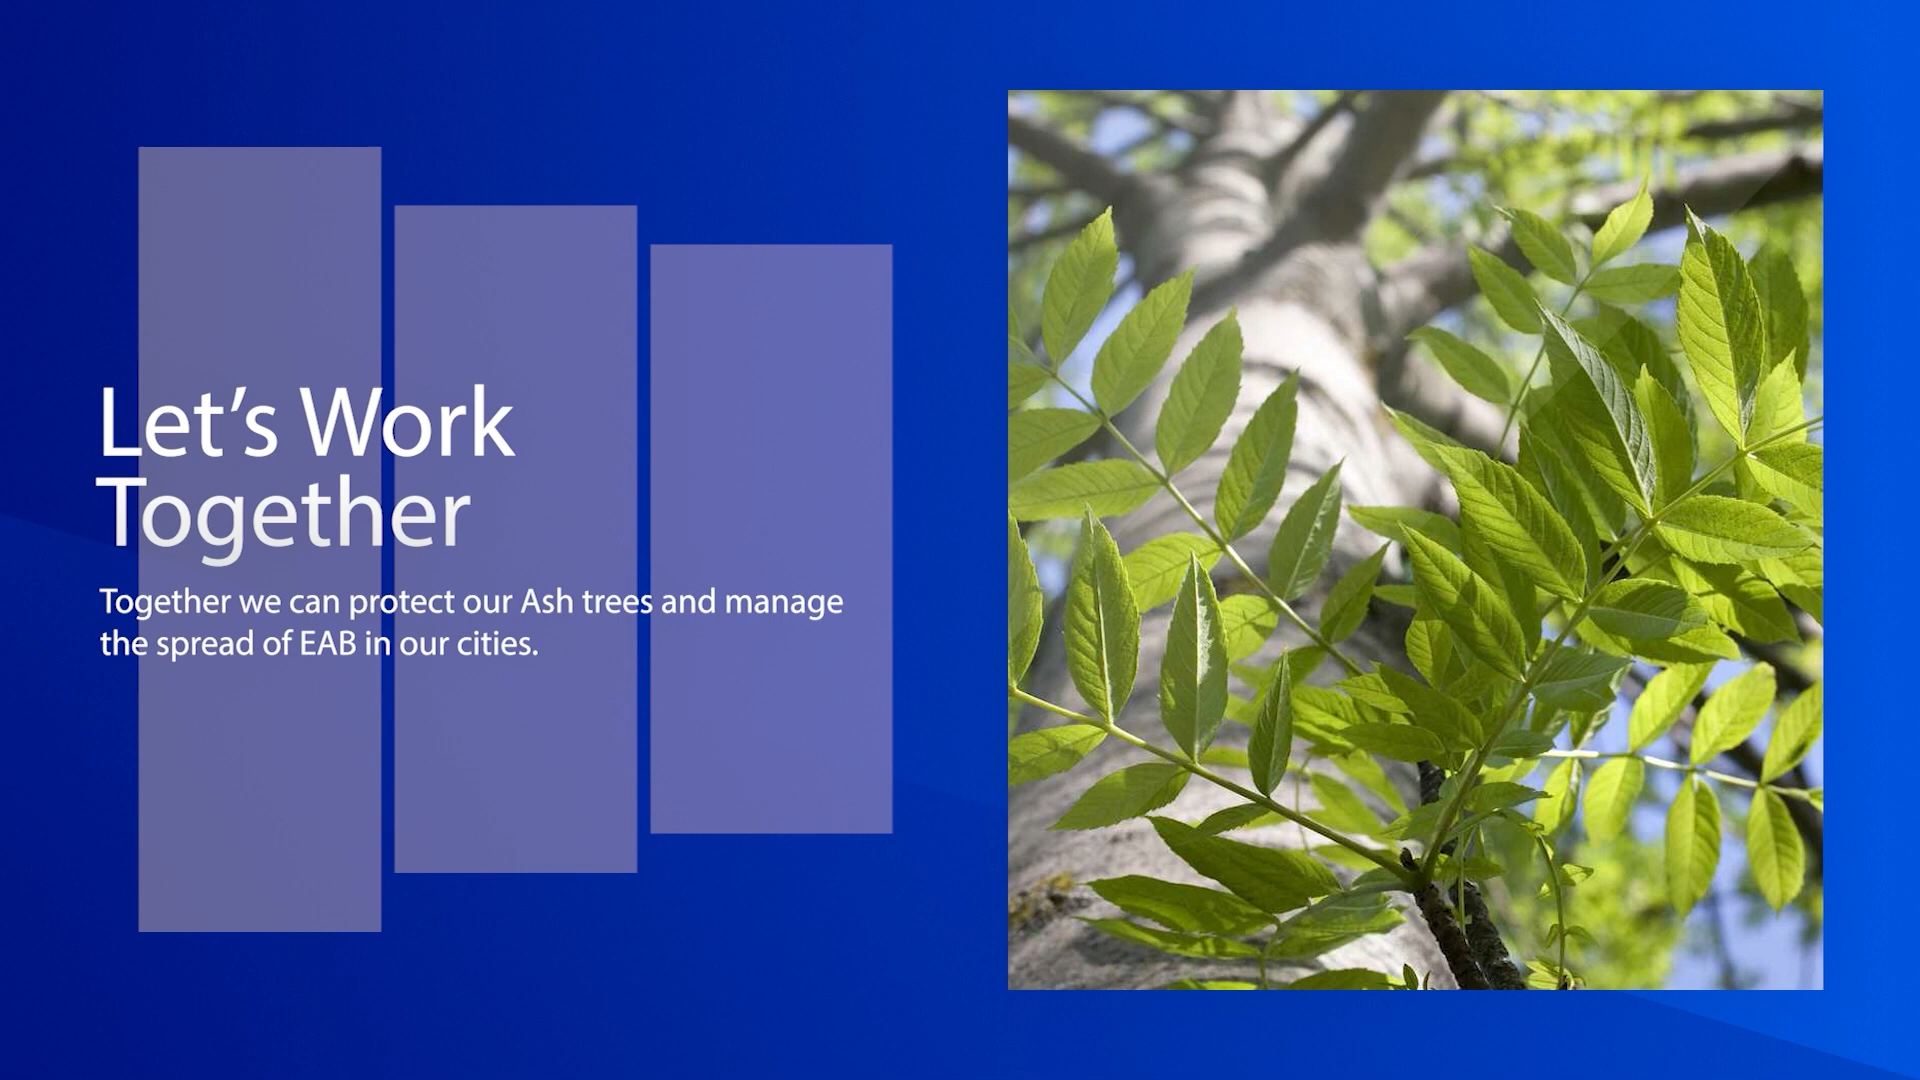 Let’s Work
Together
Together we can protect our Ash trees and manage
the spread of EAB in our cities.